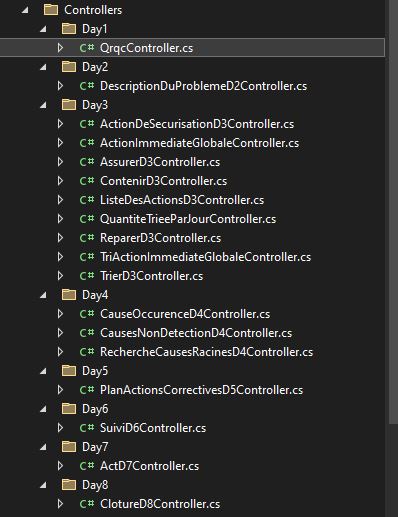 Controllers
Day1
C# QrqcController.cs
Day2
C# DescriptionDuProblemeD2Controller.cs
Day3
C# ActionDeSecurisationD3Controller.cs
C# ActionImmediateGlobaleController.cs
C# AssurerD3Controller.cs
C# ContenirD3Controller.cs
C# ListeDesActionsD3Controller.cs
C# QuantiteTrieeParJourController.cs
C# ReparerD3Controller.cs
C# TriActionImmediateGlobaleController.cs
C# TrierD3Controller.cs
Day4
C# CauseOccurenceD4Controller.cs
C# CausesNonDetectionD4Controller.cs
C# RechercheCausesRacinesD4Controller.cs
Day5
C# PlanActionsCorrectivesD5Controller.cs
Day6
C# SuiviD6Controller.cs
Day7
C# ActD7Controller.cs
Day8
C# ClotureD8Controller.cs